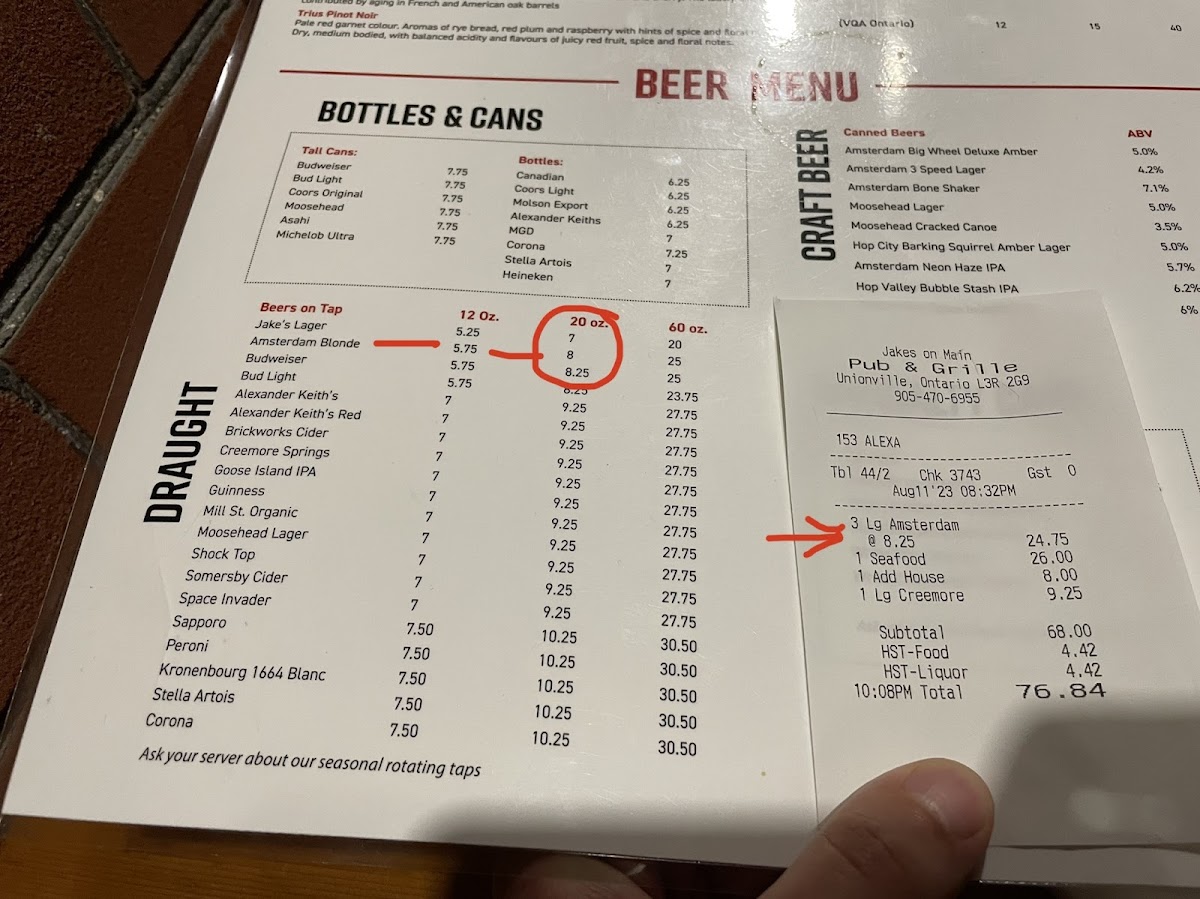 contributed by aging in French and American oak barrels
Trius Pinot Noir (VQA Ontario) 12 15 40
Pale red garnet colour. Aromas of rye bread, red plum and raspberry with hints of spice and floral
Dry, medium bodied, with balanced acidity and flavours of juicy red fruit, spice and floral notes.
BEER MENU
BOTTLES & CANS
Tall Cans:
Budweiser 7.75
Bud Light 7.75
Coors Original 7.75
Moosehead 7.75
Asahi 7.75
Michelob Ultra 7.75
Bottles:
Canadian 6.25
Coors Light 6.25
Molson Export 6.25
Alexander Keiths 6.25
MGD 7
Corona 7.25
Stella Artois 7
Heineken 7
CRAFT BEER
Canned Beers ABV
Amsterdam Big Wheel Deluxe Amber 5.0%
Amsterdam 3 Speed Lager 4.2%
Amsterdam Bone Shaker 7.1%
Moosehead Lager 5.0%
Moosehead Cracked Canoe 3.5%
Hop City Barking Squirrel Amber Lager 5.0%
Amsterdam Neon Haze IPA 5.7%
Hop Valley Bubble Stash IPA 6.2%
6%
DRAUGHT
Beers on Tap 12 Oz. 20 oz. 60 oz.
Jake's Lager 5.25 7 20
Amsterdam Blonde 5.75 8 25
Budweiser 5.75 8.25 25
Bud Light 5.75 8.25 23.75
Alexander Keith's 7 9.25 27.75
Alexander Keith's Red 7 9.25 27.75
Brickworks Cider 7 9.25 27.75
Creemore Springs 7 9.25 27.75
Goose Island IPA 7 9.25 27.75
Guinness 7 9.25 27.75
Mill St. Organic 7 9.25 27.75
Moosehead Lager 7 9.25 27.75
Shock Top 7 9.25 27.75
Somersby Cider 7 9.25 27.75
Space Invader 7 9.25 27.75
Sapporo 7.50 10.25 30.50
Peroni 7.50 10.25 30.50
Kronenbourg 1664 Blanc 7.50 10.25 30.50
Stella Artois 7.50 10.25 30.50
Corona 7.50 10.25 30.50
Ask your server about our seasonal rotating taps
Jakes on Main
Pub & Grille
Unionville, Ontario L3R 2G9
905-470-6955
153 ALEXA
Tbl 44/2 Chk 3743 Gst 0
Aug11'23 08:32PM
3 Lg Amsterdam
@ 8.25 24.75
1 Seafood 26.00
1 Add House 8.00
1 Lg Creemore 9.25
Subtotal 68.00
HST-Food 4.42
HST-Liquor 4.42
10:08PM Total 76.84